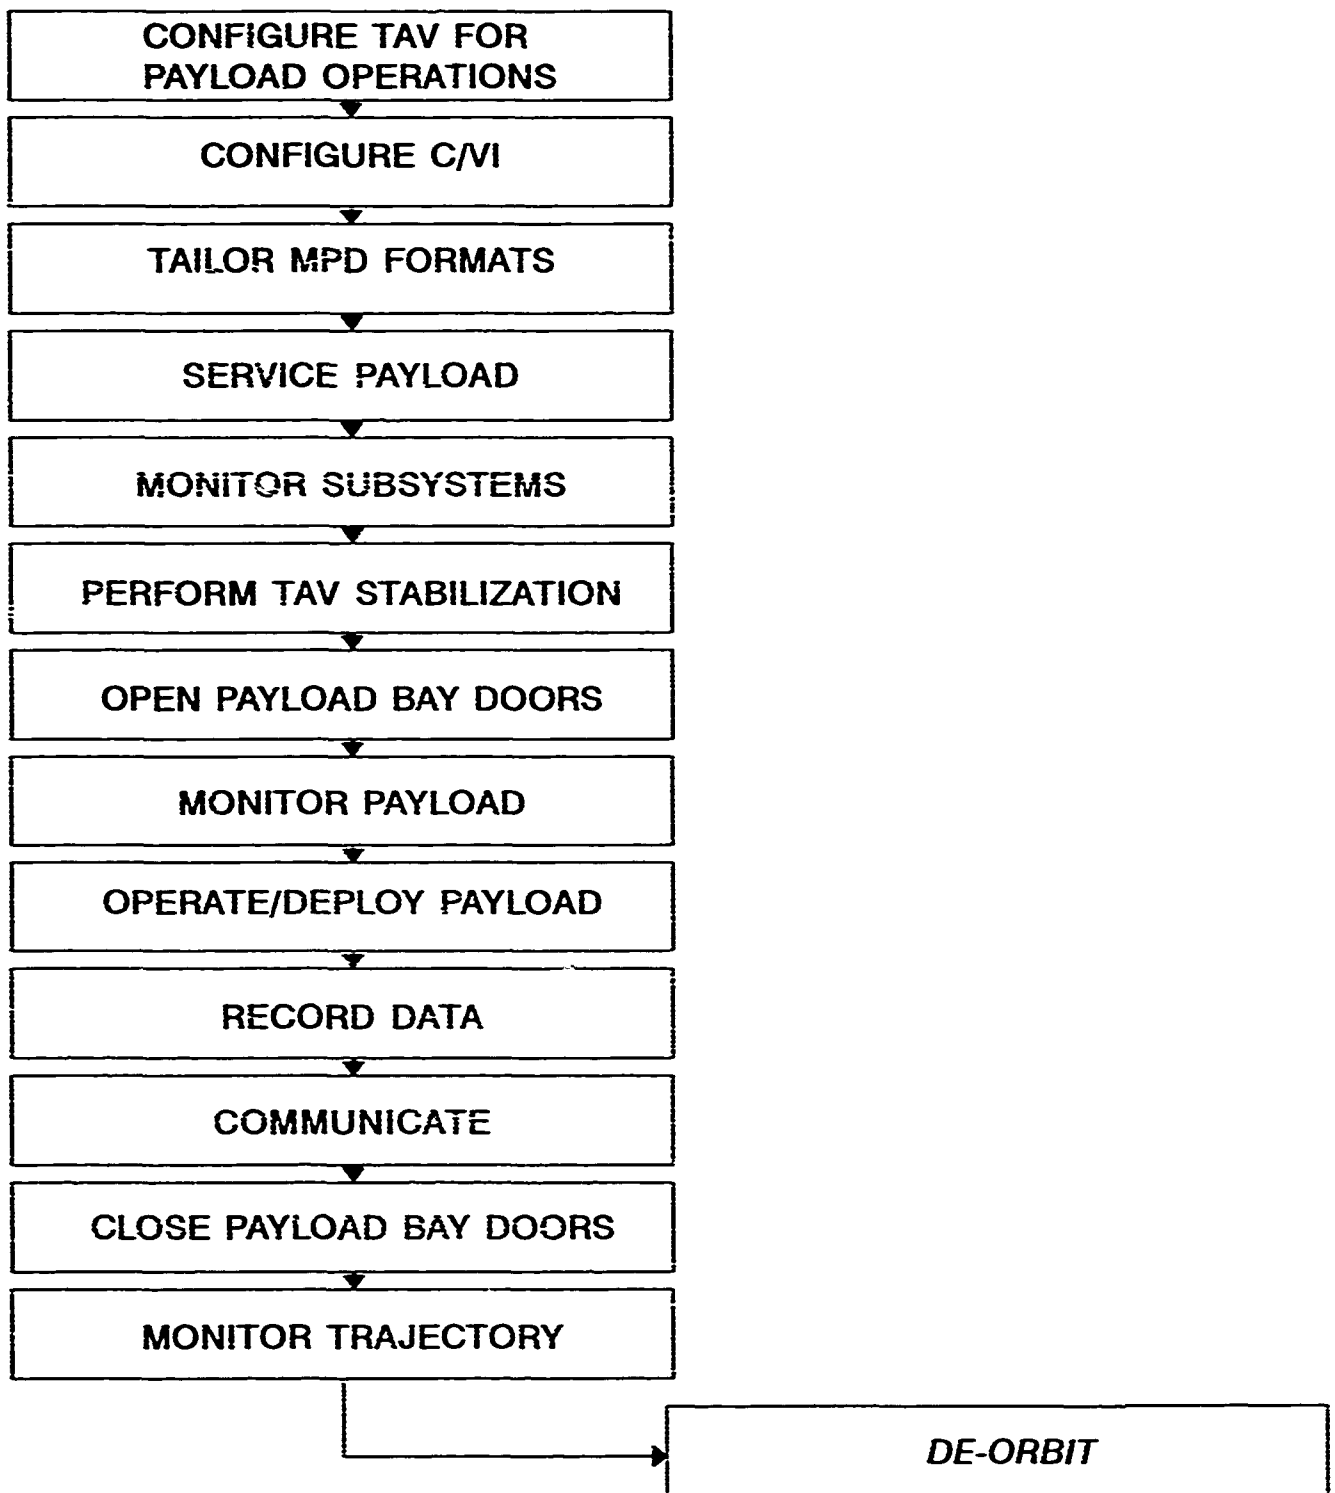 CONFIGURE TAV FOR
PAYLOAD OPERATIONS
CONFIGURE C/VI
TAILOR MPD FORMATS
SERVICE PAYLOAD
MONITOR SUBSYSTEMS
PERFORM TAV STABILIZATION
OPEN PAYLOAD BAY DOORS
MONITOR PAYLOAD
OPERATE/DEPLOY PAYLOAD
RECORD DATA
COMMUNICATE
CLOSE PAYLOAD BAY DOORS
MONITOR TRAJECTORY
DE-ORBIT